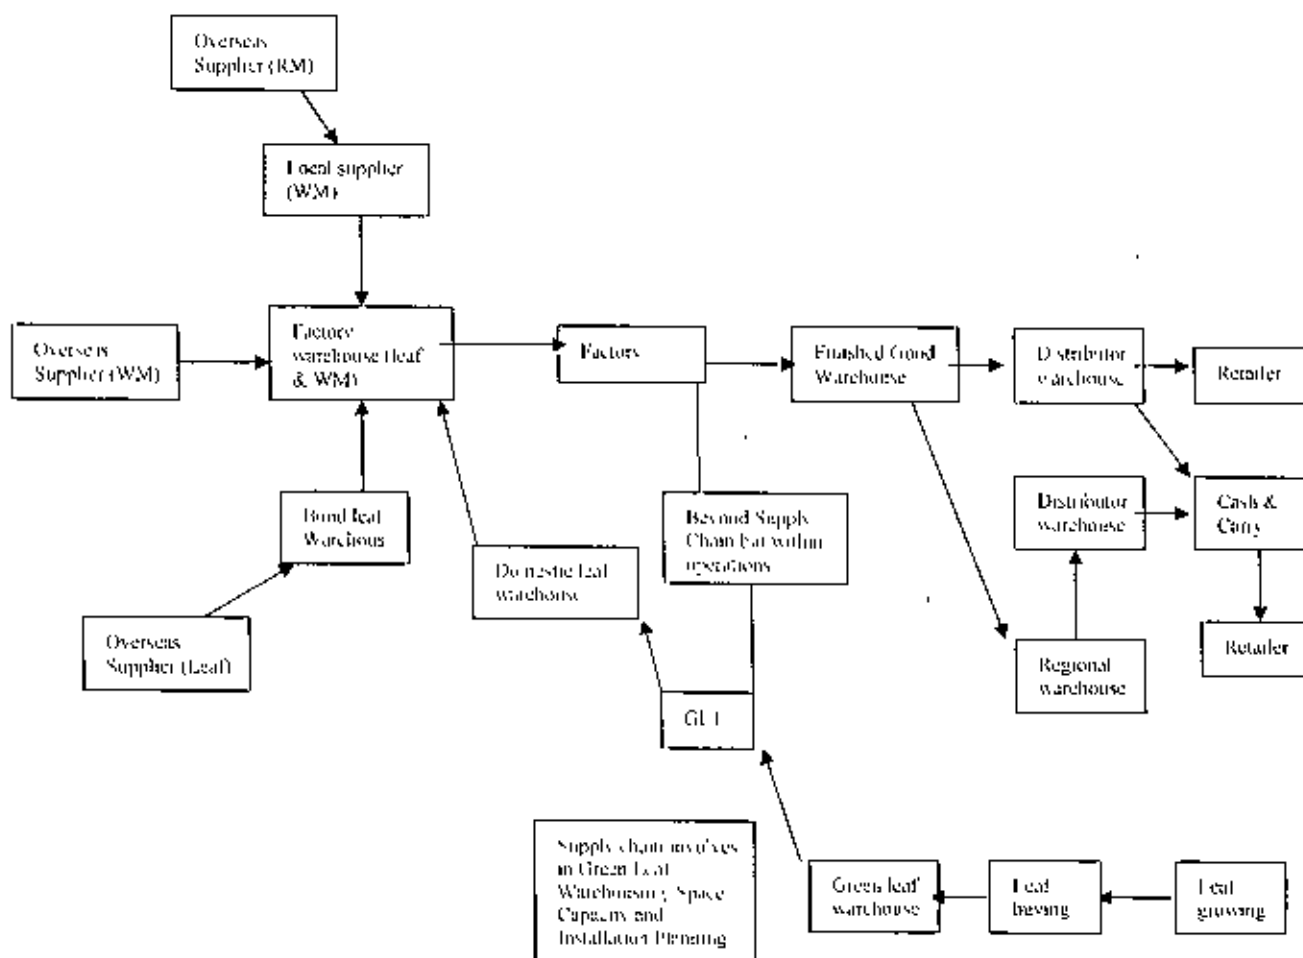 Overseas
Supplier (RM)
Local supplier
(WM)
Overseas
Supplier (WM)
Factory
warehouse (leaf
& WM)
Factory
Finished Good
Warehouse
Distributor
warehouse
Retailer
Bond leaf
Warehous
Domestic leaf
warehouse
Beyond Supply
Chain but within
operations
Distributor
warehouse
Cash &
Carry
Overseas
Supplier (Leaf)
Regional
warehouse
Retailer
Supply chain involves
in Green Leaf
Warehousing Space
Capacity and
Installation Planning
Green leaf
warehouse
Leaf
buying
Leaf
growing